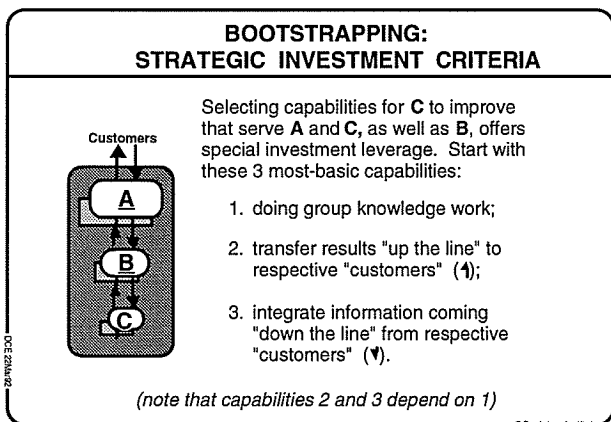 BOOTSTRAPPING:
STRATEGIC INVESTMENT CRITERIA
Customers
A
B
C
Selecting capabilities for C to improve
that serve A and C, as well as B, offers
special investment leverage. Start with
these 3 most-basic capabilities:
1. doing group knowledge work;
2. transfer results "up the line" to
respective "customers" ( );
3. integrate information coming
"down the line" from respective
"customers" ( ).
(note that capabilities 2 and 3 depend on 1)
DCE 22Mar92